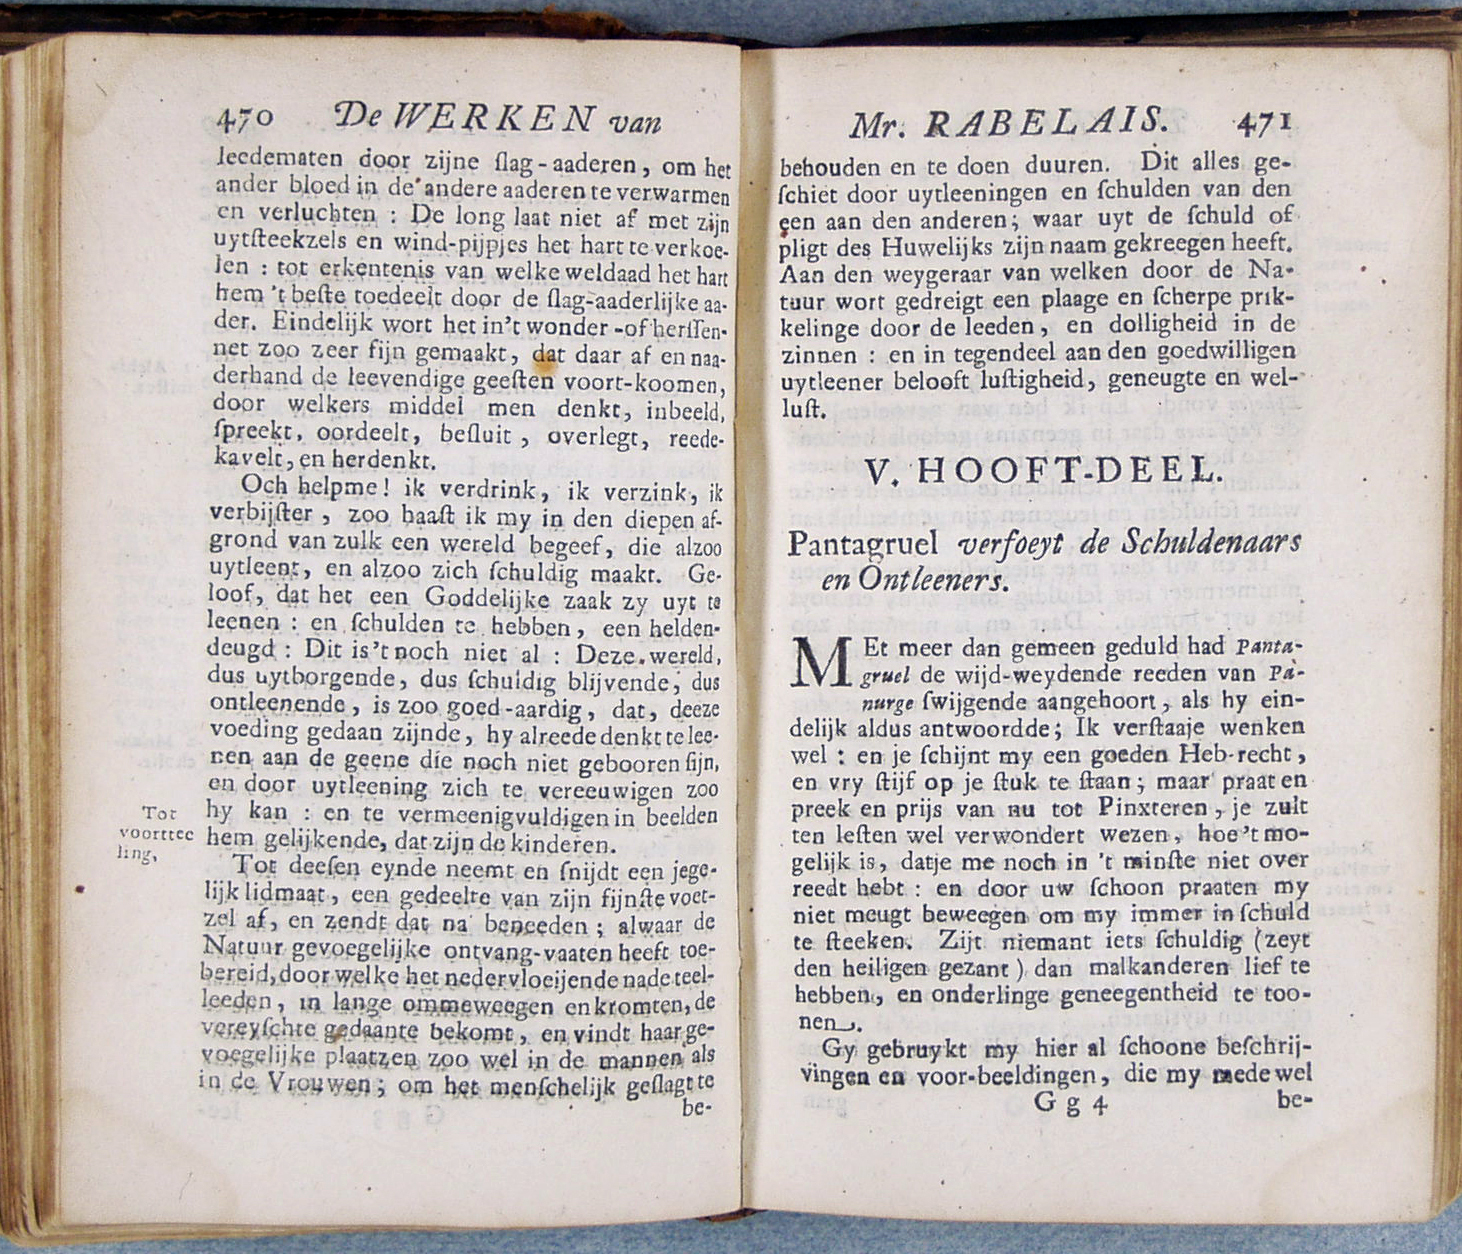 470 De WERKEN van
leedematen door zijne ſlag-aaderen, om het
ander bloed in de andere aaderen te verwarmen
en verluchten : De long laat niet af met zijn
uytſteekzels en wind-pijpjes het hart te verkoe-
len : tot erkentenis van welke weldaad het hart
hem 't beſte toedeelt door de ſlag-aaderlijke aa-
der. Eindelijk wort het in't wonder-of herſſen-
net zoo zeer fijn gemaakt, dat daar af en naa-
derhand de leevendige geeſten voort-koomen,
door welkers middel men denkt, inbeeld,
ſpreekt, oordeelt, beſluit, overlegt, reede-
kavelt, en herdenkt.
Och helpme! ik verdrink, ik verzink, ik
verbijſter, zoo haaſt ik my in den diepen af-
grond van zulk een wereld begeef, die alzoo
uytleent, en alzoo zich ſchuldig maakt. Ge-
loof, dat het een Goddelijke zaak zy uyt te
leenen : en ſchulden te hebben, een helden-
deugd : Dit is't noch niet al : Deze wereld,
dus uytborgende, dus ſchuldig blijvende, dus
ontleenende, is zoo goed-aardig, dat, deeze
voeding gedaan zijnde, hy alreede denkt te lee-
nen aan de geene die noch niet gebooren ſijn,
en door uytleening zich te vereeuwigen zoo
hy kan : en te vermeenigvuldigen in beelden
hem gelijkende, dat zijn de kinderen.
Tot
voorttee
ling,
Tot deeſen eynde neemt en ſnijdt een jege-
lijk lidmaat, een gedeelte van zijn fijnſte voet-
zel af, en zendt dat na beneeden ; alwaar de
Natuur gevoegelijke ontvang-vaaten heeft toe-
bereid, door welke het nedervloeijende na de teel-
leeden, in lange ommeweegen en kromten, de
vereyſchte gedaante bekomt, en vindt haar ge-
voegelijke plaatzen zoo wel in de mannen als
in de Vrouwen ; om het menſchelijk geſlagt te
be-
Mr. RABELAIS. 471
behouden en te doen duuren. Dit alles ge-
ſchiet door uytleeningen en ſchulden van den
een aan den anderen ; waar uyt de ſchuld of
pligt des Huwelijks zijn naam gekreegen heeft.
Aan den weygeraar van welken door de Na-
tuur wort gedreigt een plaage en ſcherpe prik-
kelinge door de leeden, en dolligheid in de
zinnen : en in tegendeel aan den goedwilligen
uytleener belooft luſtigheid, geneugte en wel-
luſt.
V. HOOFT-DEEL.
Pantagruel verfoeyt de Schuldenaars
en Ontleeners.
MEt meer dan gemeen geduld had Panta-
gruel de wijd-weydende reeden van Pa-
nurge ſwijgende aangehoort, als hy ein-
delijk aldus antwoordde; Ik verſtaaje wenken
wel : en je ſchijnt my een goeden Heb-recht,
en vry ſtijf op je ſtuk te ſtaan ; maar praat en
preek en prijs van nu tot Pinxteren, je zult
ten leſten wel verwondert wezen, hoe't mo-
gelijk is, datje me noch in 't minſte niet over
reedt hebt : en door uw ſchoon praaten my
niet meugt beweegen om my immer in ſchuld
te ſteeken. Zijt niemant iets ſchuldig (zeyt
den heiligen gezant) dan malkanderen lief te
hebben, en onderlinge geneegentheid te too-
nen.
Gy gebruykt my hier al ſchoone beſchrij-
vingen en voor-beeldingen, die my mede wel
G g 4 be-